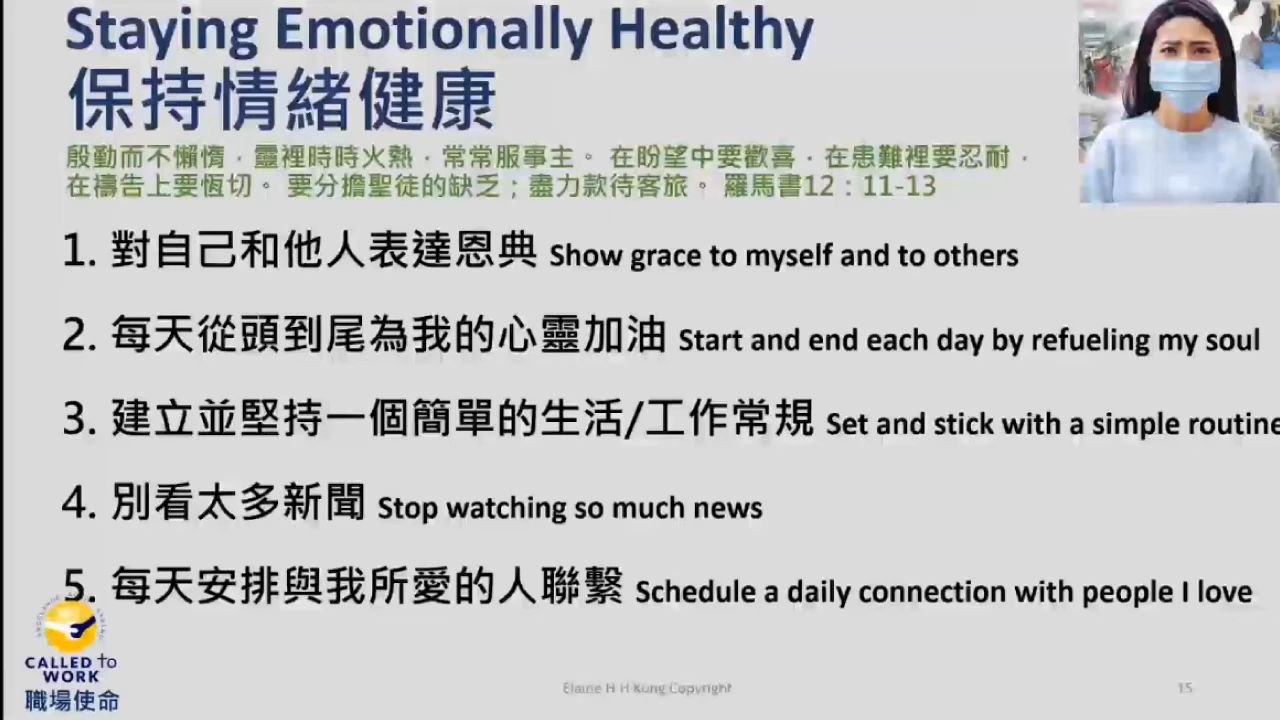 Staying Emotionally Healthy
保持情緒健康
殷勤而不懶惰，靈裡時時火熱，常常服事主。 在盼望中要歡喜，在患難裡要忍耐，
在禱告上要恆切。 要分擔聖徒的缺乏；盡力款待客旅。 羅馬書12：11-13
1. 對自己和他人表達恩典 Show grace to myself and to others
2. 每天從頭到尾為我的心靈加油 Start and end each day by refueling my soul
3. 建立並堅持一個簡單的生活/工作常規 Set and stick with a simple routine
4. 別看太多新聞 Stop watching so much news
5. 每天安排與我所愛的人聯繫 Schedule a daily connection with people I love
CALLED to
WORK
職場使命
Elaine H H Kung Copyright
15